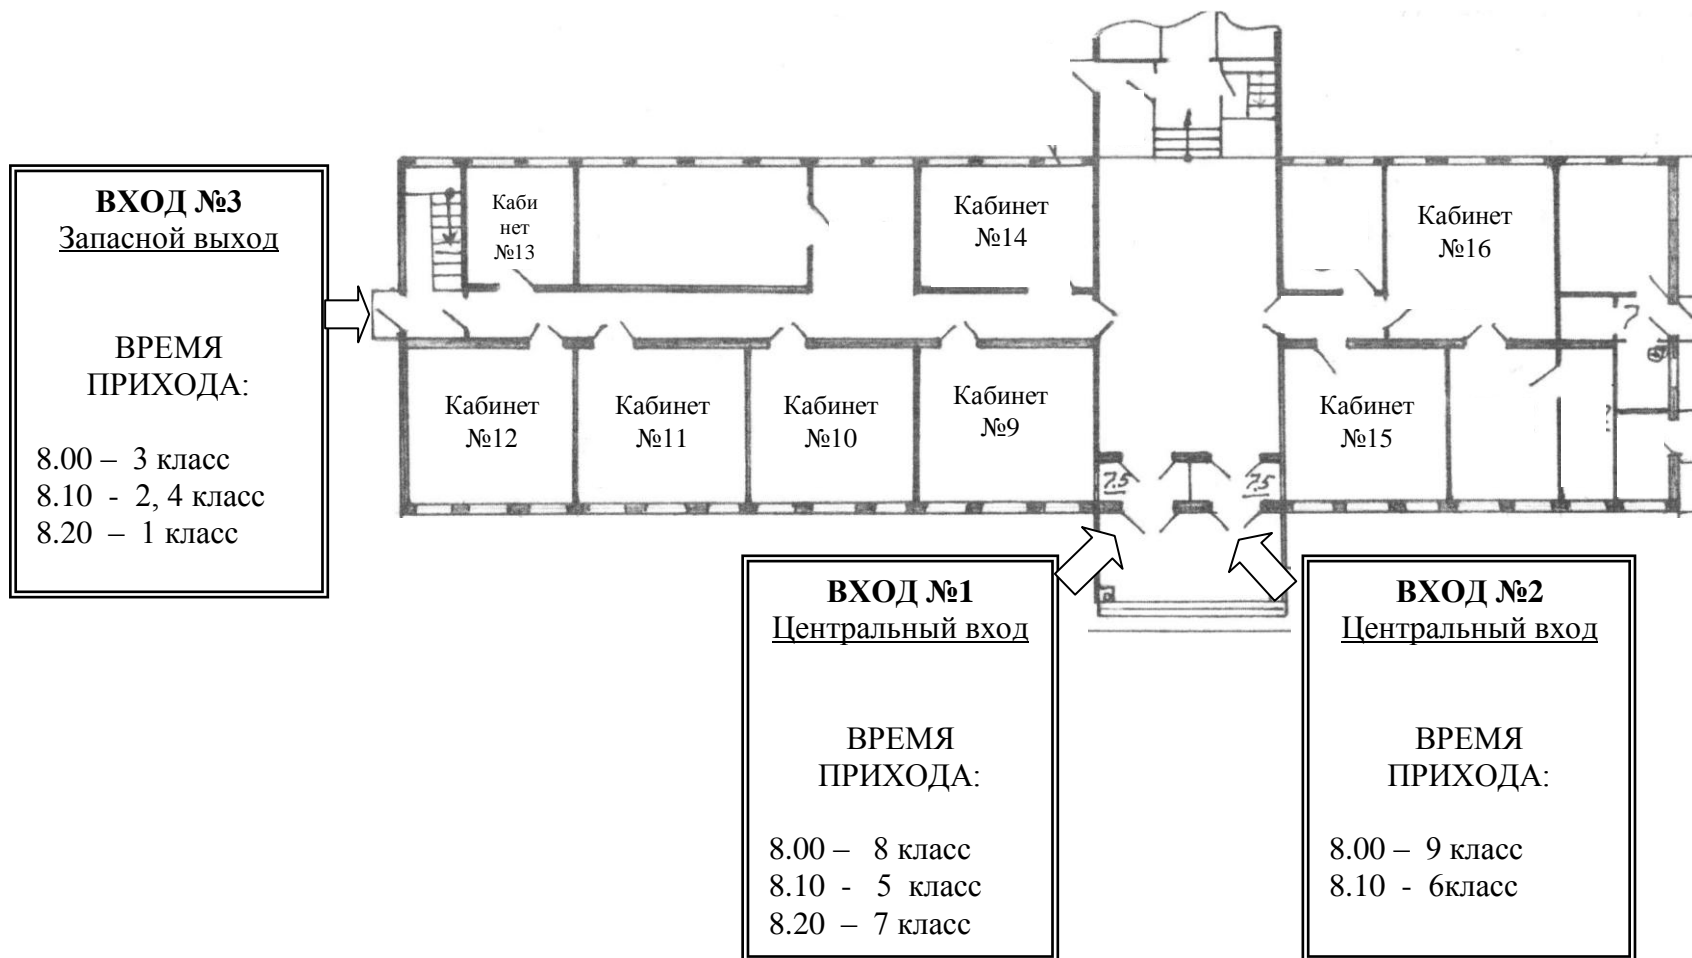 ВХОД №3
Запасной выход
ВРЕМЯ
ПРИХОДА:
8.00 – 3 класс
8.10 - 2, 4 класс
8.20 – 1 класс
Каби
нет
№13
Кабинет
№14
Кабинет
№16
Кабинет
№12
Кабинет
№11
Кабинет
№10
Кабинет
№9
Кабинет
№15
7.5
7.5
ВХОД №1
Центральный вход
ВРЕМЯ
ПРИХОДА:
8.00 – 8 класс
8.10 - 5 класс
8.20 – 7 класс
ВХОД №2
Центральный вход
ВРЕМЯ
ПРИХОДА:
8.00 – 9 класс
8.10 - 6класс